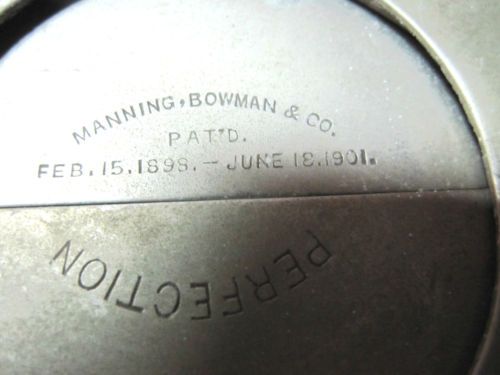 MANNING, BOWMAN & CO.
PAT'D.
FEB. 15, 1898. - JUNE 18, 1901.
PERFECTION